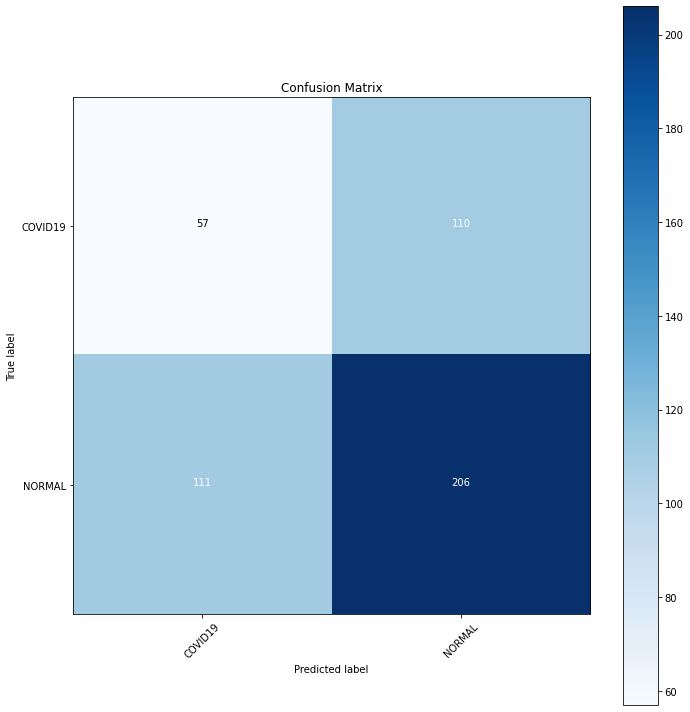 Confusion Matrix
True label
COVID19
NORMAL
57
110
111
206
COVID19
NORMAL
Predicted label
200
180
160
140
120
100
80
60